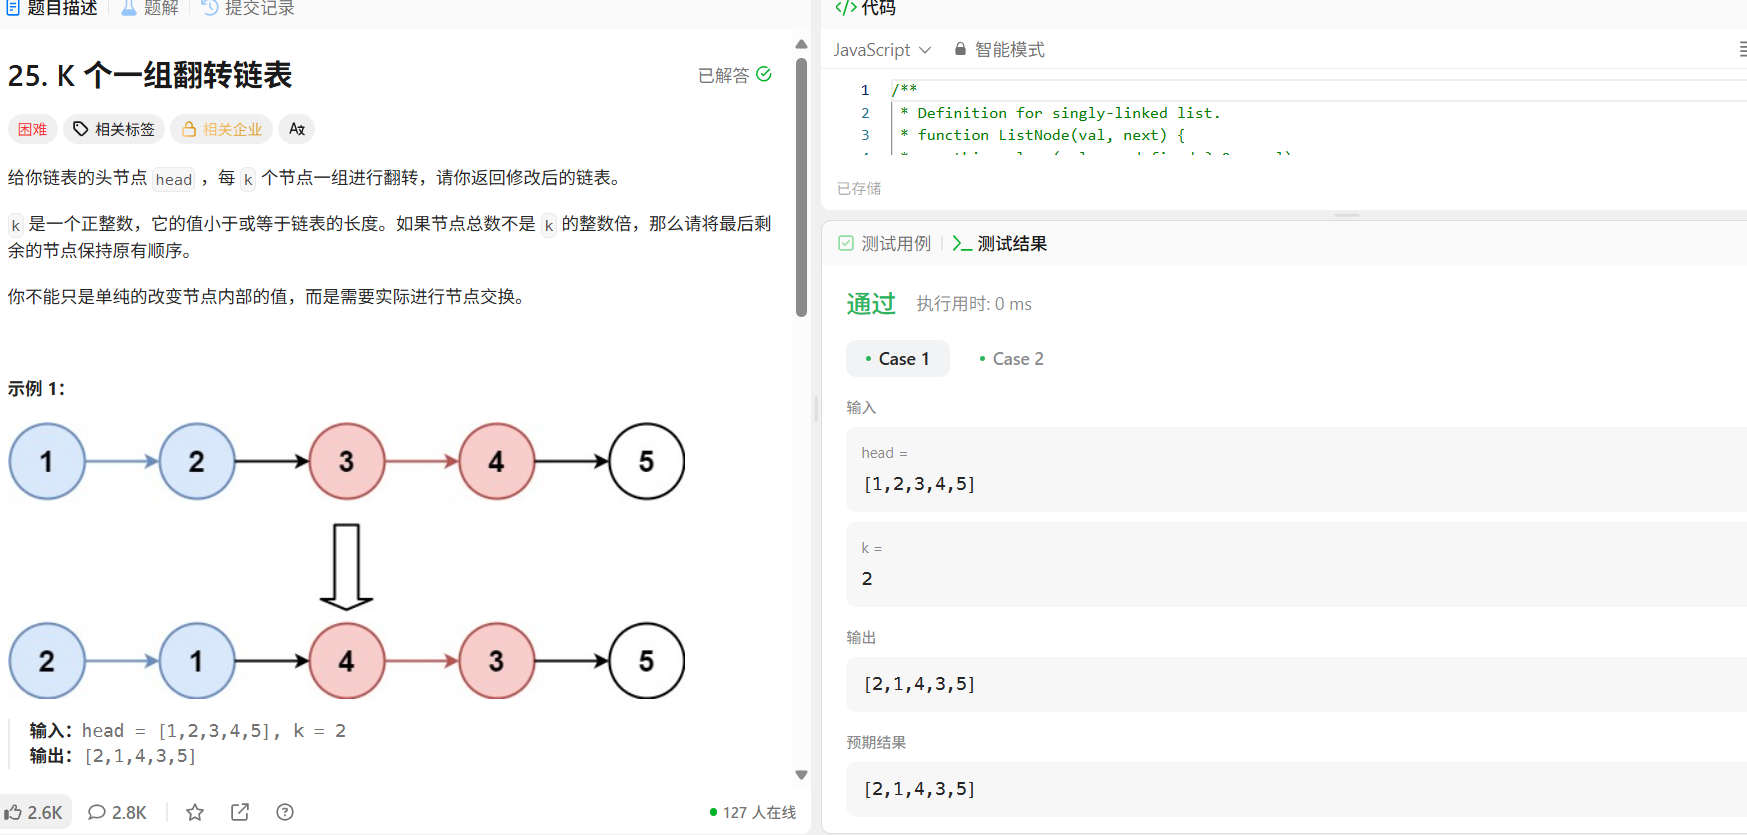 题目描述 题解 提交记录
25. K 个一组翻转链表
已解答
困难 相关标签 相关企业
给你链表的头节点 head ，每 k 个节点一组进行翻转，请你返回修改后的链表。
k 是一个正整数，它的值小于或等于链表的长度。如果节点总数不是 k 的整数倍，那么请将最后剩
余的节点保持原有顺序。
你不能只是单纯的改变节点内部的值，而是需要实际进行节点交换。
示例 1：
1 2 3 4 5
2 1 4 3 5
输入：head = [1,2,3,4,5], k = 2
输出：[2,1,4,3,5]
2.6K 2.8K
127 人在线
代码
JavaScript 智能模式
1 /**
2 * Definition for singly-linked list.
3 * function ListNode(val, next) {
已存储
测试用例 测试结果
通过 执行用时: 0 ms
Case 1 Case 2
输入
head =
[1,2,3,4,5]
k =
2
输出
[2,1,4,3,5]
预期结果
[2,1,4,3,5]